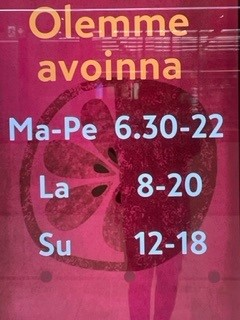 Olemme
avoinna
Ma-Pe 6.30-22
La 8-20
Su 12-18